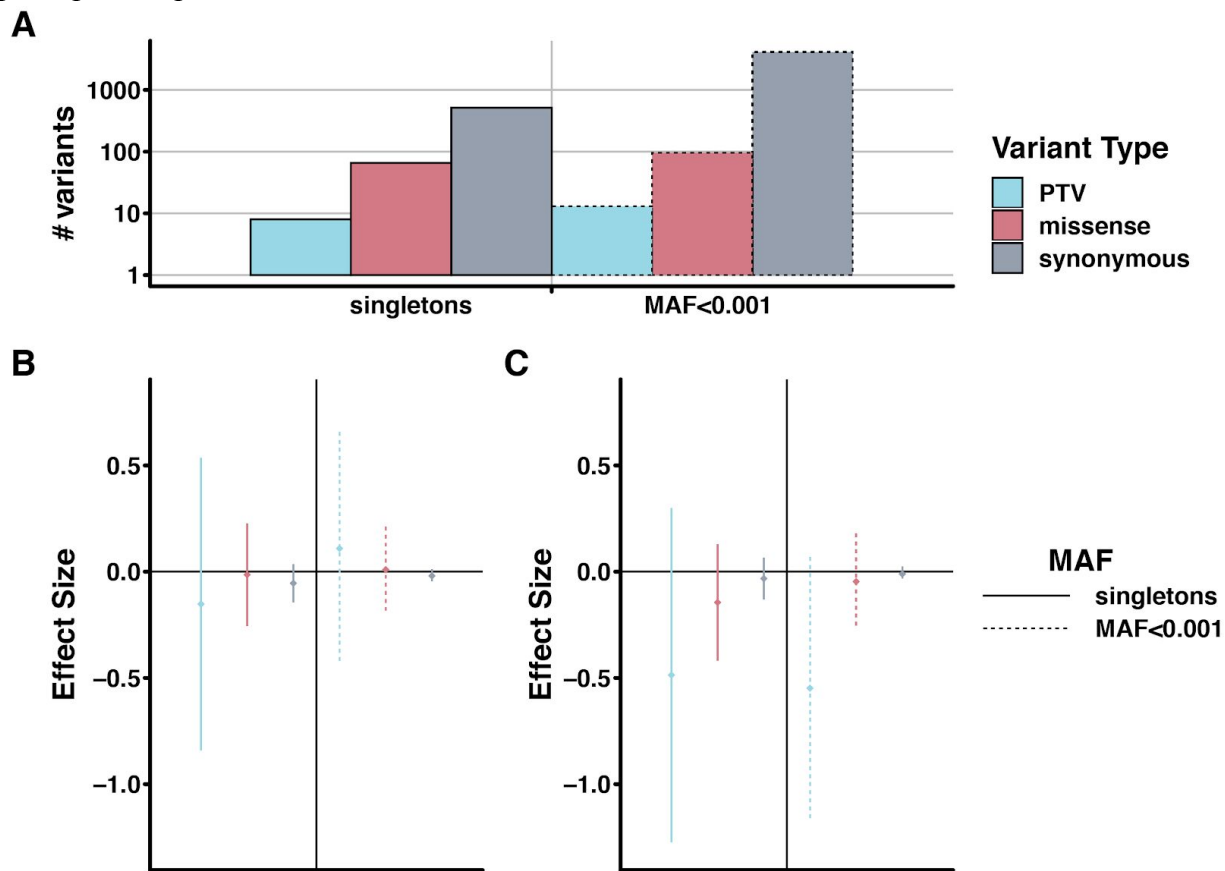 A
# variants
1000
100
10
1
singletons
MAF<0.001
Variant Type
PTV
missense
synonymous
B
Effect Size
0.5
0.0
−0.5
−1.0
C
Effect Size
0.5
0.0
−0.5
−1.0
MAF
singletons
MAF<0.001